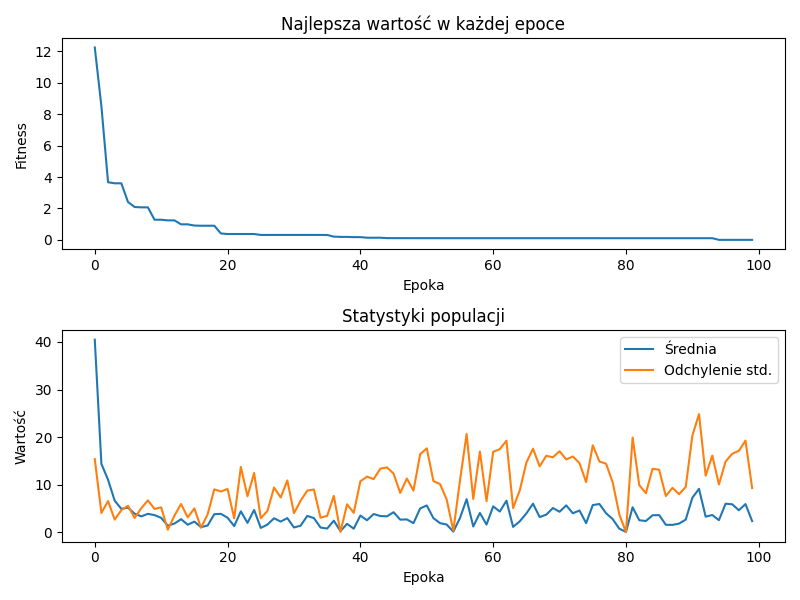 Najlepsza wartość w każdej epoce
12
10
8
6
4
2
0
Fitness
0 20 40 60 80 100
Epoka
Statystyki populacji
40
30
20
10
0
Wartość
Średnia
Odchylenie std.
0 20 40 60 80 100
Epoka